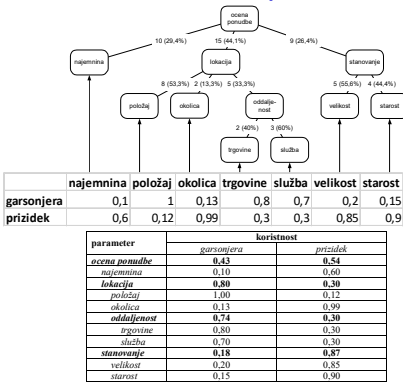 ocena
ponudbe
10 (29,4%) 15 (44,1%) 9 (26,4%)
najemnina lokacija stanovanje
8 (53,3%) 2 (13,3%) 5 (33,3%) 5 (55,6%) 4 (44,4%)
položaj okolica oddalje-
nost velikost starost
2 (40%) 3 (60%)
trgovine služba
najemnina položaj okolica trgovine služba velikost starost
garsonjera 0,1 1 0,13 0,8 0,7 0,2 0,15
prizidek 0,6 0,12 0,99 0,3 0,3 0,85 0,9
parameter koristnost
garsonjera prizidek
ocena ponudbe 0,43 0,54
najemnina 0,10 0,60
lokacija 0,80 0,30
položaj 1,00 0,12
okolica 0,13 0,99
oddaljenost 0,74 0,30
trgovine 0,80 0,30
služba 0,70 0,30
stanovanje 0,18 0,87
velikost 0,20 0,85
starost 0,15 0,90